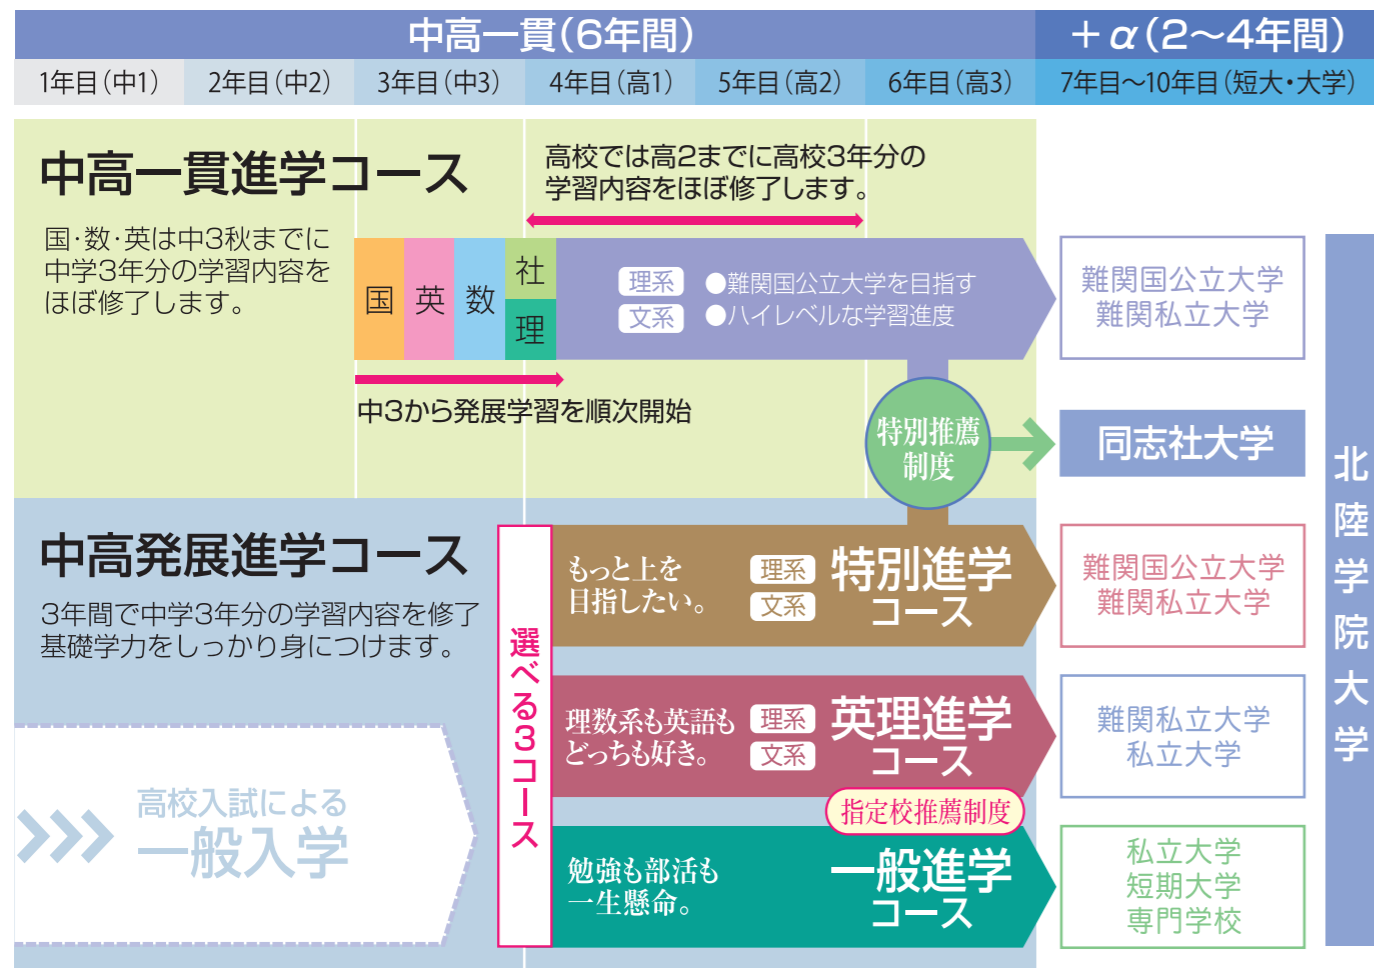 中高一貫(6年間)
＋α(2〜4年間)
1年目(中1)
2年目(中2)
3年目(中3)
4年目(高1)
5年目(高2)
6年目(高3)
7年目〜10年目(短大・大学)
中高一貫進学コース
国・数・英は中3秋までに
中学3年分の学習内容を
ほぼ修了します。
高校では高2までに高校3年分の
学習内容をほぼ修了します。
国
英
数
社
理
理系
●難関国公立大学を目指す
文系
●ハイレベルな学習進度
中3から発展学習を順次開始
難関国公立大学
難関私立大学
特別推薦
制度
同志社大学
北陸学院大学
中高発展進学コース
3年間で中学3年分の学習内容を修了
基礎学力をしっかり身につけます。
高校入試による
一般入学
選べる3コース
もっと上を
目指したい。
理系
文系
特別進学
コース
難関国公立大学
難関私立大学
理数系も英語も
どっちも好き。
理系
文系
英理進学
コース
難関私立大学
私立大学
指定校推薦制度
勉強も部活も
一生懸命。
一般進学
コース
私立大学
短期大学
専門学校